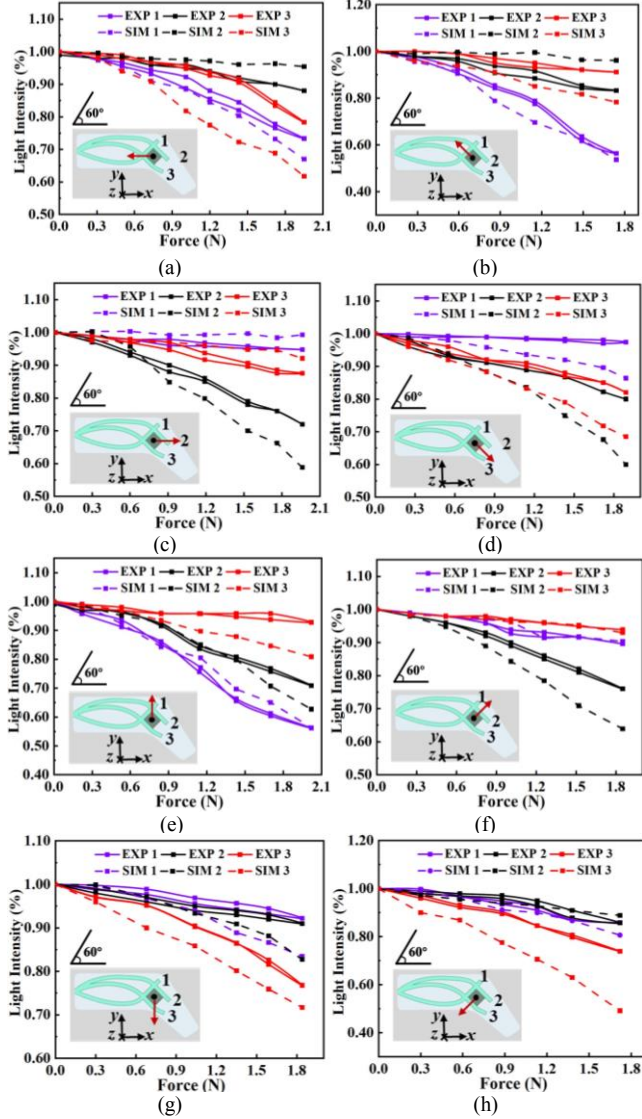 EXP 1 EXP 2 EXP 3
SIM 1 SIM 2 SIM 3
1.10
1.00
0.90
0.80
0.70
0.60
0.50
Light Intensity (%)
60°
1
2
3
y
z x
0.0 0.3 0.6 0.9 1.2 1.5 1.8 2.1
Force (N)
(a)
EXP 1 EXP 2 EXP 3
SIM 1 SIM 2 SIM 3
1.20
1.00
0.80
0.60
0.40
0.30
Light Intensity (%)
60°
1
2
3
y
z x
0.0 0.3 0.6 0.9 1.2 1.5 1.8
Force (N)
(b)
EXP 1 EXP 2 EXP 3
SIM 1 SIM 2 SIM 3
1.10
1.00
0.90
0.80
0.70
0.60
0.50
Light Intensity (%)
60°
1
2
3
y
z x
0.0 0.3 0.6 0.9 1.2 1.5 1.8 2.1
Force (N)
(c)
EXP 1 EXP 2 EXP 3
SIM 1 SIM 2 SIM 3
1.10
1.00
0.90
0.80
0.70
0.60
0.50
Light Intensity (%)
60°
1
2
3
y
z x
0.0 0.3 0.6 0.9 1.2 1.5 1.8
Force (N)
(d)
EXP 1 EXP 2 EXP 3
SIM 1 SIM 2 SIM 3
1.10
1.00
0.90
0.80
0.70
0.60
0.50
0.40
Light Intensity (%)
60°
1
2
3
y
z x
0.0 0.3 0.6 0.9 1.2 1.5 1.8 2.1
Force (N)
(e)
EXP 1 EXP 2 EXP 3
SIM 1 SIM 2 SIM 3
1.10
1.00
0.90
0.80
0.70
0.60
0.50
Light Intensity (%)
60°
1
2
3
y
z x
0.0 0.3 0.6 0.9 1.2 1.5 1.8
Force (N)
(f)
EXP 1 EXP 2 EXP 3
SIM 1 SIM 2 SIM 3
1.10
1.00
0.90
0.80
0.70
0.60
Light Intensity (%)
60°
1
2
3
y
z x
0.0 0.3 0.6 0.9 1.2 1.5 1.8
Force (N)
(g)
EXP 1 EXP 2 EXP 3
SIM 1 SIM 2 SIM 3
1.20
1.00
0.80
0.60
0.40
0.30
Light Intensity (%)
60°
1
2
3
y
z x
0.0 0.3 0.6 0.9 1.2 1.5 1.8
Force (N)
(h)